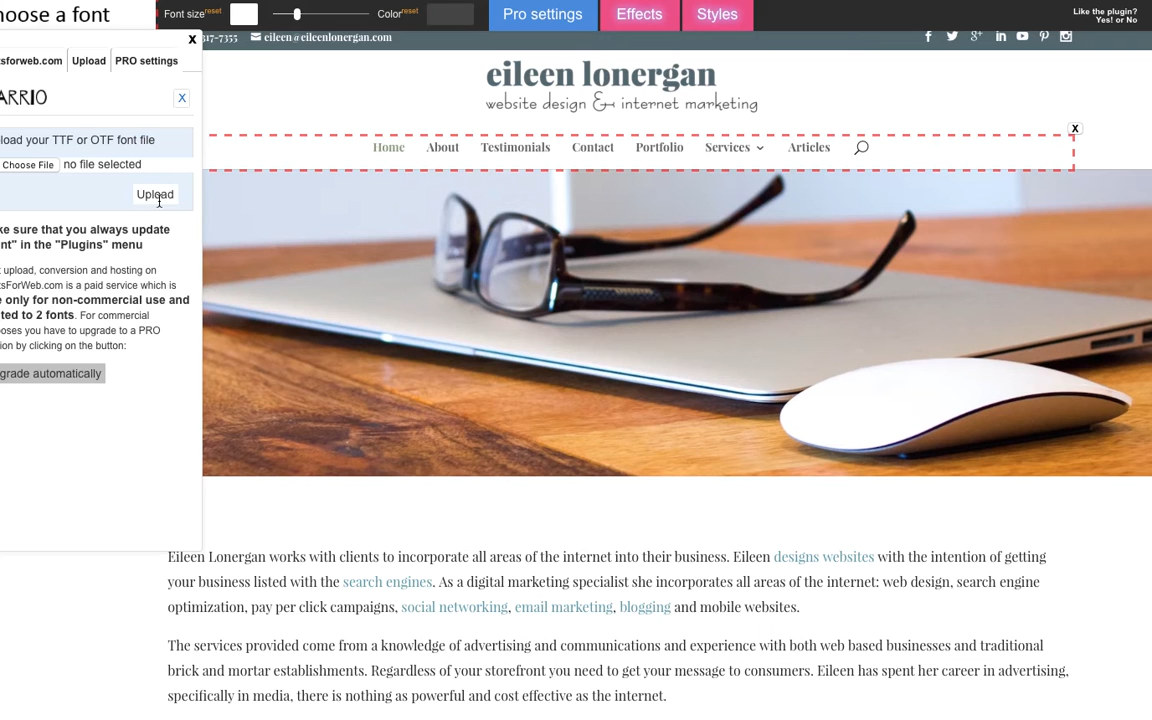 hoose a font
Font size reset
Color reset
Pro settings
Effects
Styles
Like the plugin?
Yes! or No
X
317-7355
eileen@eileenlonergan.com
tsforweb.com
Upload
PRO settings
eileen lonergan
website design & internet marketing
ARRIO
X
X
load your TTF or OTF font file
Choose File no file selected
Upload
Home
About
Testimonials
Contact
Portfolio
Services
Articles
ke sure that you always update
nt" in the "Plugins" menu
t upload, conversion and hosting on
tsForWeb.com is a paid service which is
e only for non-commercial use and
ited to 2 fonts. For commercial
oses you have to upgrade to a PRO
ion by clicking on the button:
grade automatically
Eileen Lonergan works with clients to incorporate all areas of the internet into their business. Eileen designs websites with the intention of getting
your business listed with the search engines. As a digital marketing specialist she incorporates all areas of the internet: web design, search engine
optimization, pay per click campaigns, social networking, email marketing, blogging and mobile websites.
The services provided come from a knowledge of advertising and communications and experience with both web based businesses and traditional
brick and mortar establishments. Regardless of your storefront you need to get your message to consumers. Eileen has spent her career in advertising,
specifically in media, there is nothing as powerful and cost effective as the internet.